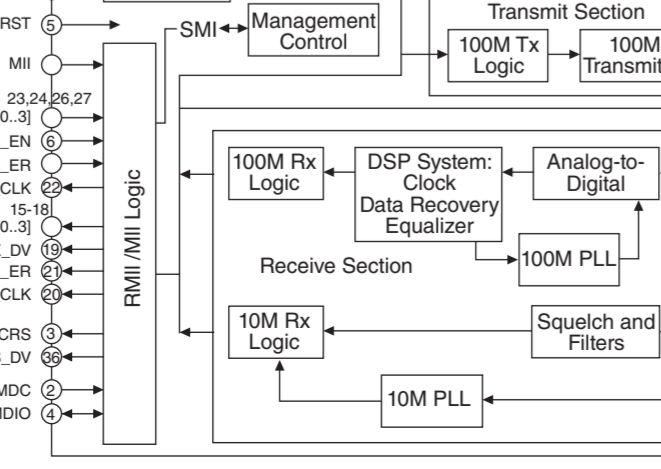 RST
5
MII
23,24,26,27
0..3]
_EN
6
_ER
CLK
22
15-18
0..3]
_DV
19
_ER
21
CLK
20
CRS
3
_DV
36
MDC
2
MDIO
4
RMII /MII Logic
SMI
Management
Control
Transmit Section
100M Tx
Logic
100M
Transmit
100M Rx
Logic
DSP System:
Clock
Data Recovery
Equalizer
Analog-to-
Digital
100M PLL
Receive Section
10M Rx
Logic
Squelch and
Filters
10M PLL